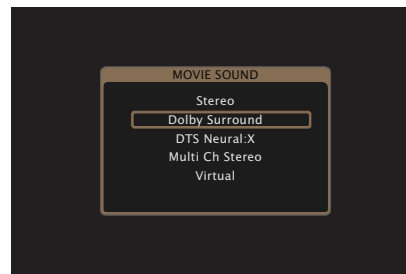 MOVIE SOUND
Stereo
Dolby Surround
DTS Neural:X
Multi Ch Stereo
Virtual